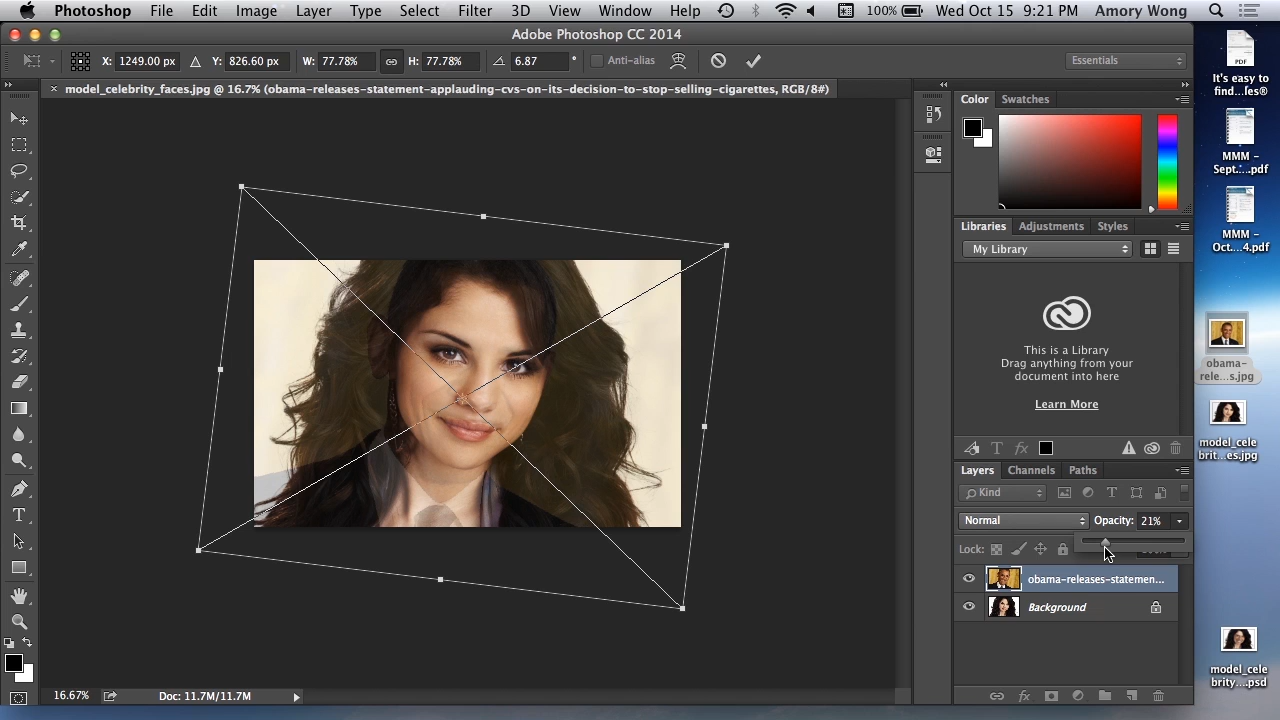 Photoshop File Edit Image Layer Type Select Filter 3D View Window Help 100% Wed Oct 15 9:21 PM Amory Wong
Adobe Photoshop CC 2014
X: 1249.00 px Y: 826.60 px W: 77.78% H: 77.78% 6.87 ° Anti-alias Essentials
× model_celebrity_faces.jpg @ 16.7% (obama-releases-statement-applauding-cvs-on-its-decision-to-stop-selling-cigarettes, RGB/8#)
Color Swatches
Libraries Adjustments Styles
My Library
This is a Library
Drag anything from your
document into here
Learn More
T fx
Layers Channels Paths
Kind T
Normal Opacity: 21%
Lock:
obama-releases-statemen...
Background
fx
T
16.67% Doc: 11.7M/11.7M
PDF
It's easy to
find...fes®
MMM -
Sept....pdf
MMM -
Oct...4.pdf
obama-
rele...s.jpg
model_cele
brit...es.jpg
model_cele
brity....psd